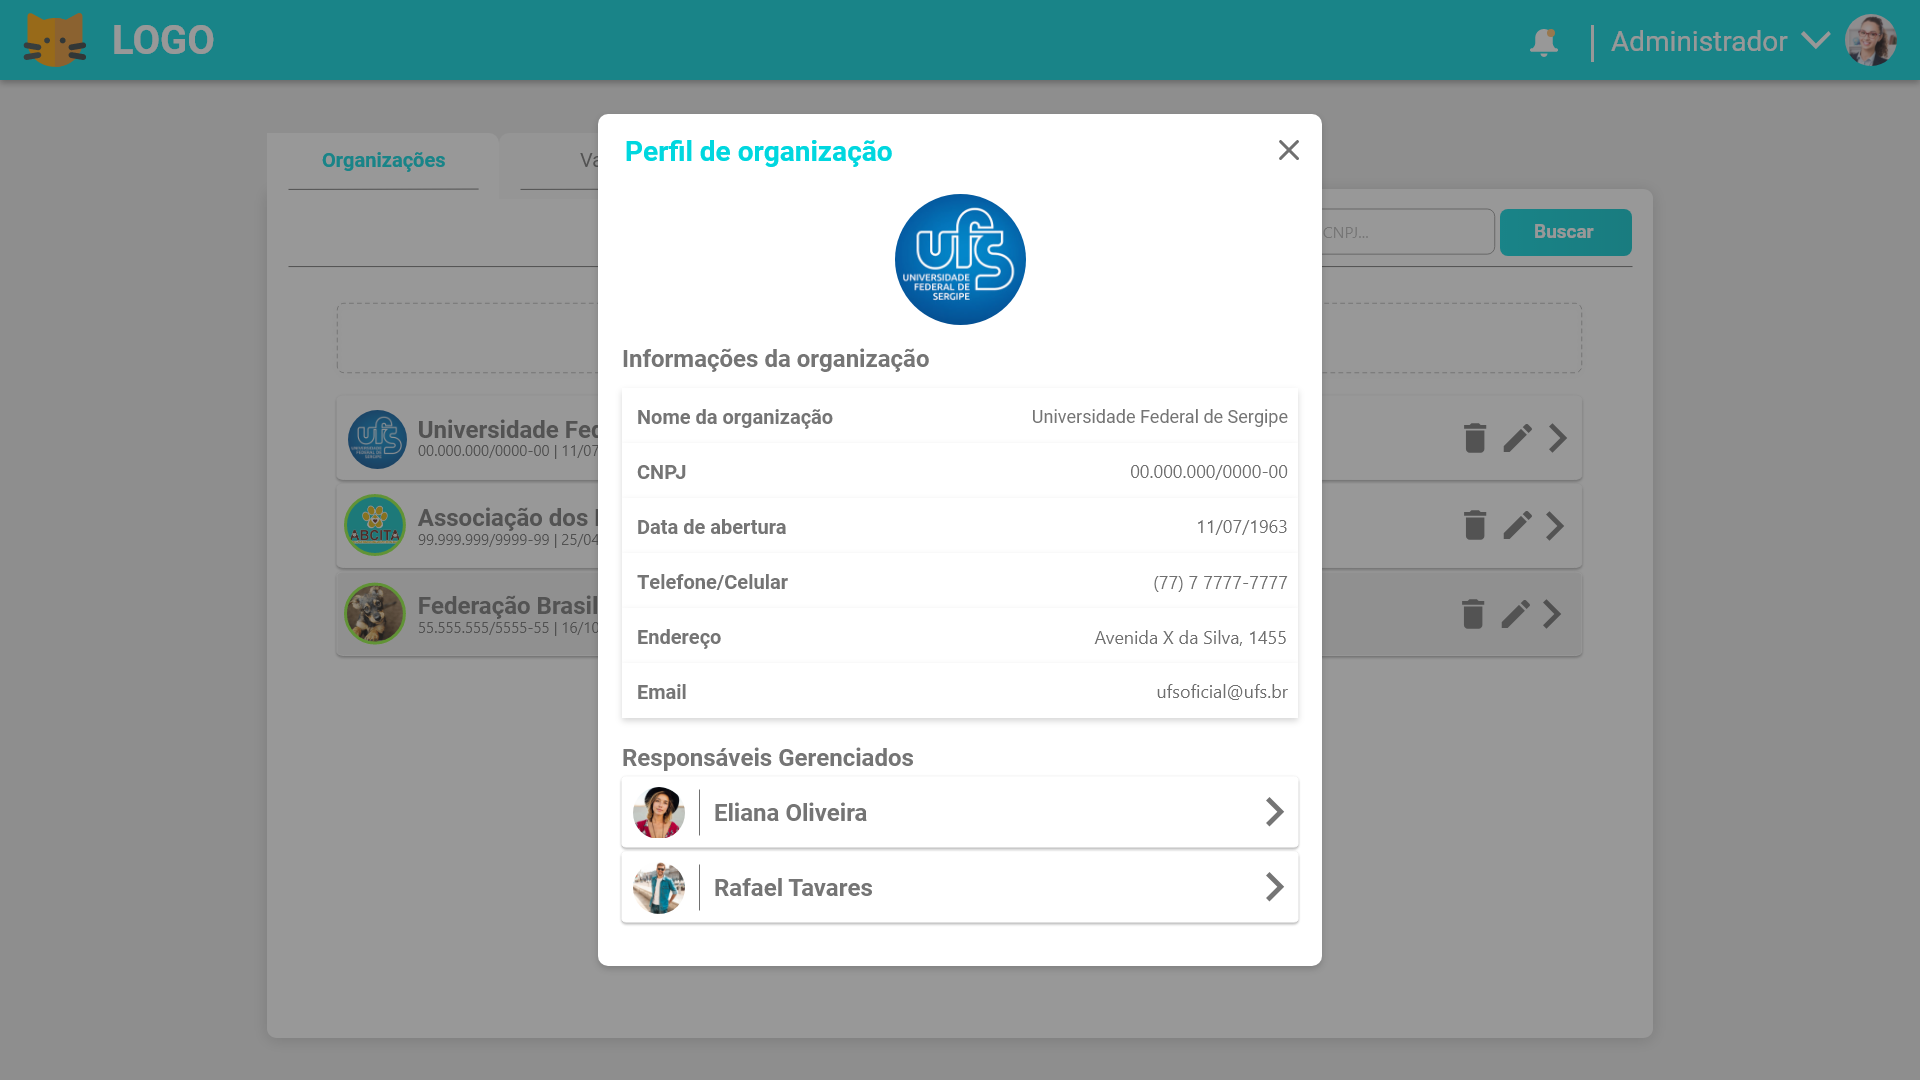 LOGO
Administrador
Organizações
Va
Perfil de organização
CNPJ...
Buscar
ufs
UNIVERSIDADE
FEDERAL DE
SERGIPE
Informações da organização
Nome da organização Universidade Federal de Sergipe
CNPJ 00.000.000/0000-00
Data de abertura 11/07/1963
Telefone/Celular (77) 7 7777-7777
Endereço Avenida X da Silva, 1455
Email ufsoficial@ufs.br
Responsáveis Gerenciados
Eliana Oliveira
Rafael Tavares
ufs
Universidade Fed
00.000.000/0000-00 | 11/07
ABCITA
Associação dos
99.999.999/9999-99 | 25/04
Federação Brasil
55.555.555/5555-55 | 16/10